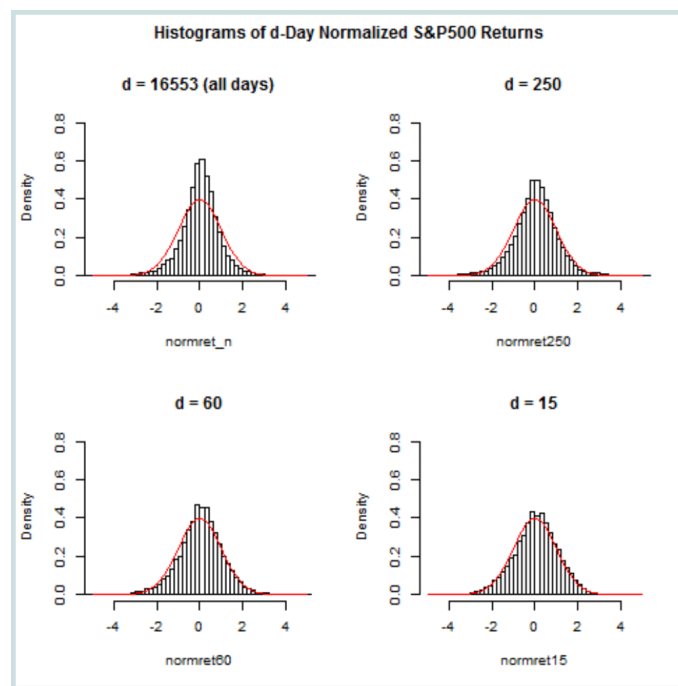 Histograms of d-Day Normalized S&P500 Returns
d = 16553 (all days)
Density
0.0 0.2 0.4 0.6 0.8
-4 -2 0 2 4
normret_n
d = 250
Density
0.0 0.2 0.4 0.6 0.8
-4 -2 0 2 4
normret250
d = 60
Density
0.0 0.2 0.4 0.6 0.8
-4 -2 0 2 4
normret60
d = 15
Density
0.0 0.2 0.4 0.6 0.8
-4 -2 0 2 4
normret15